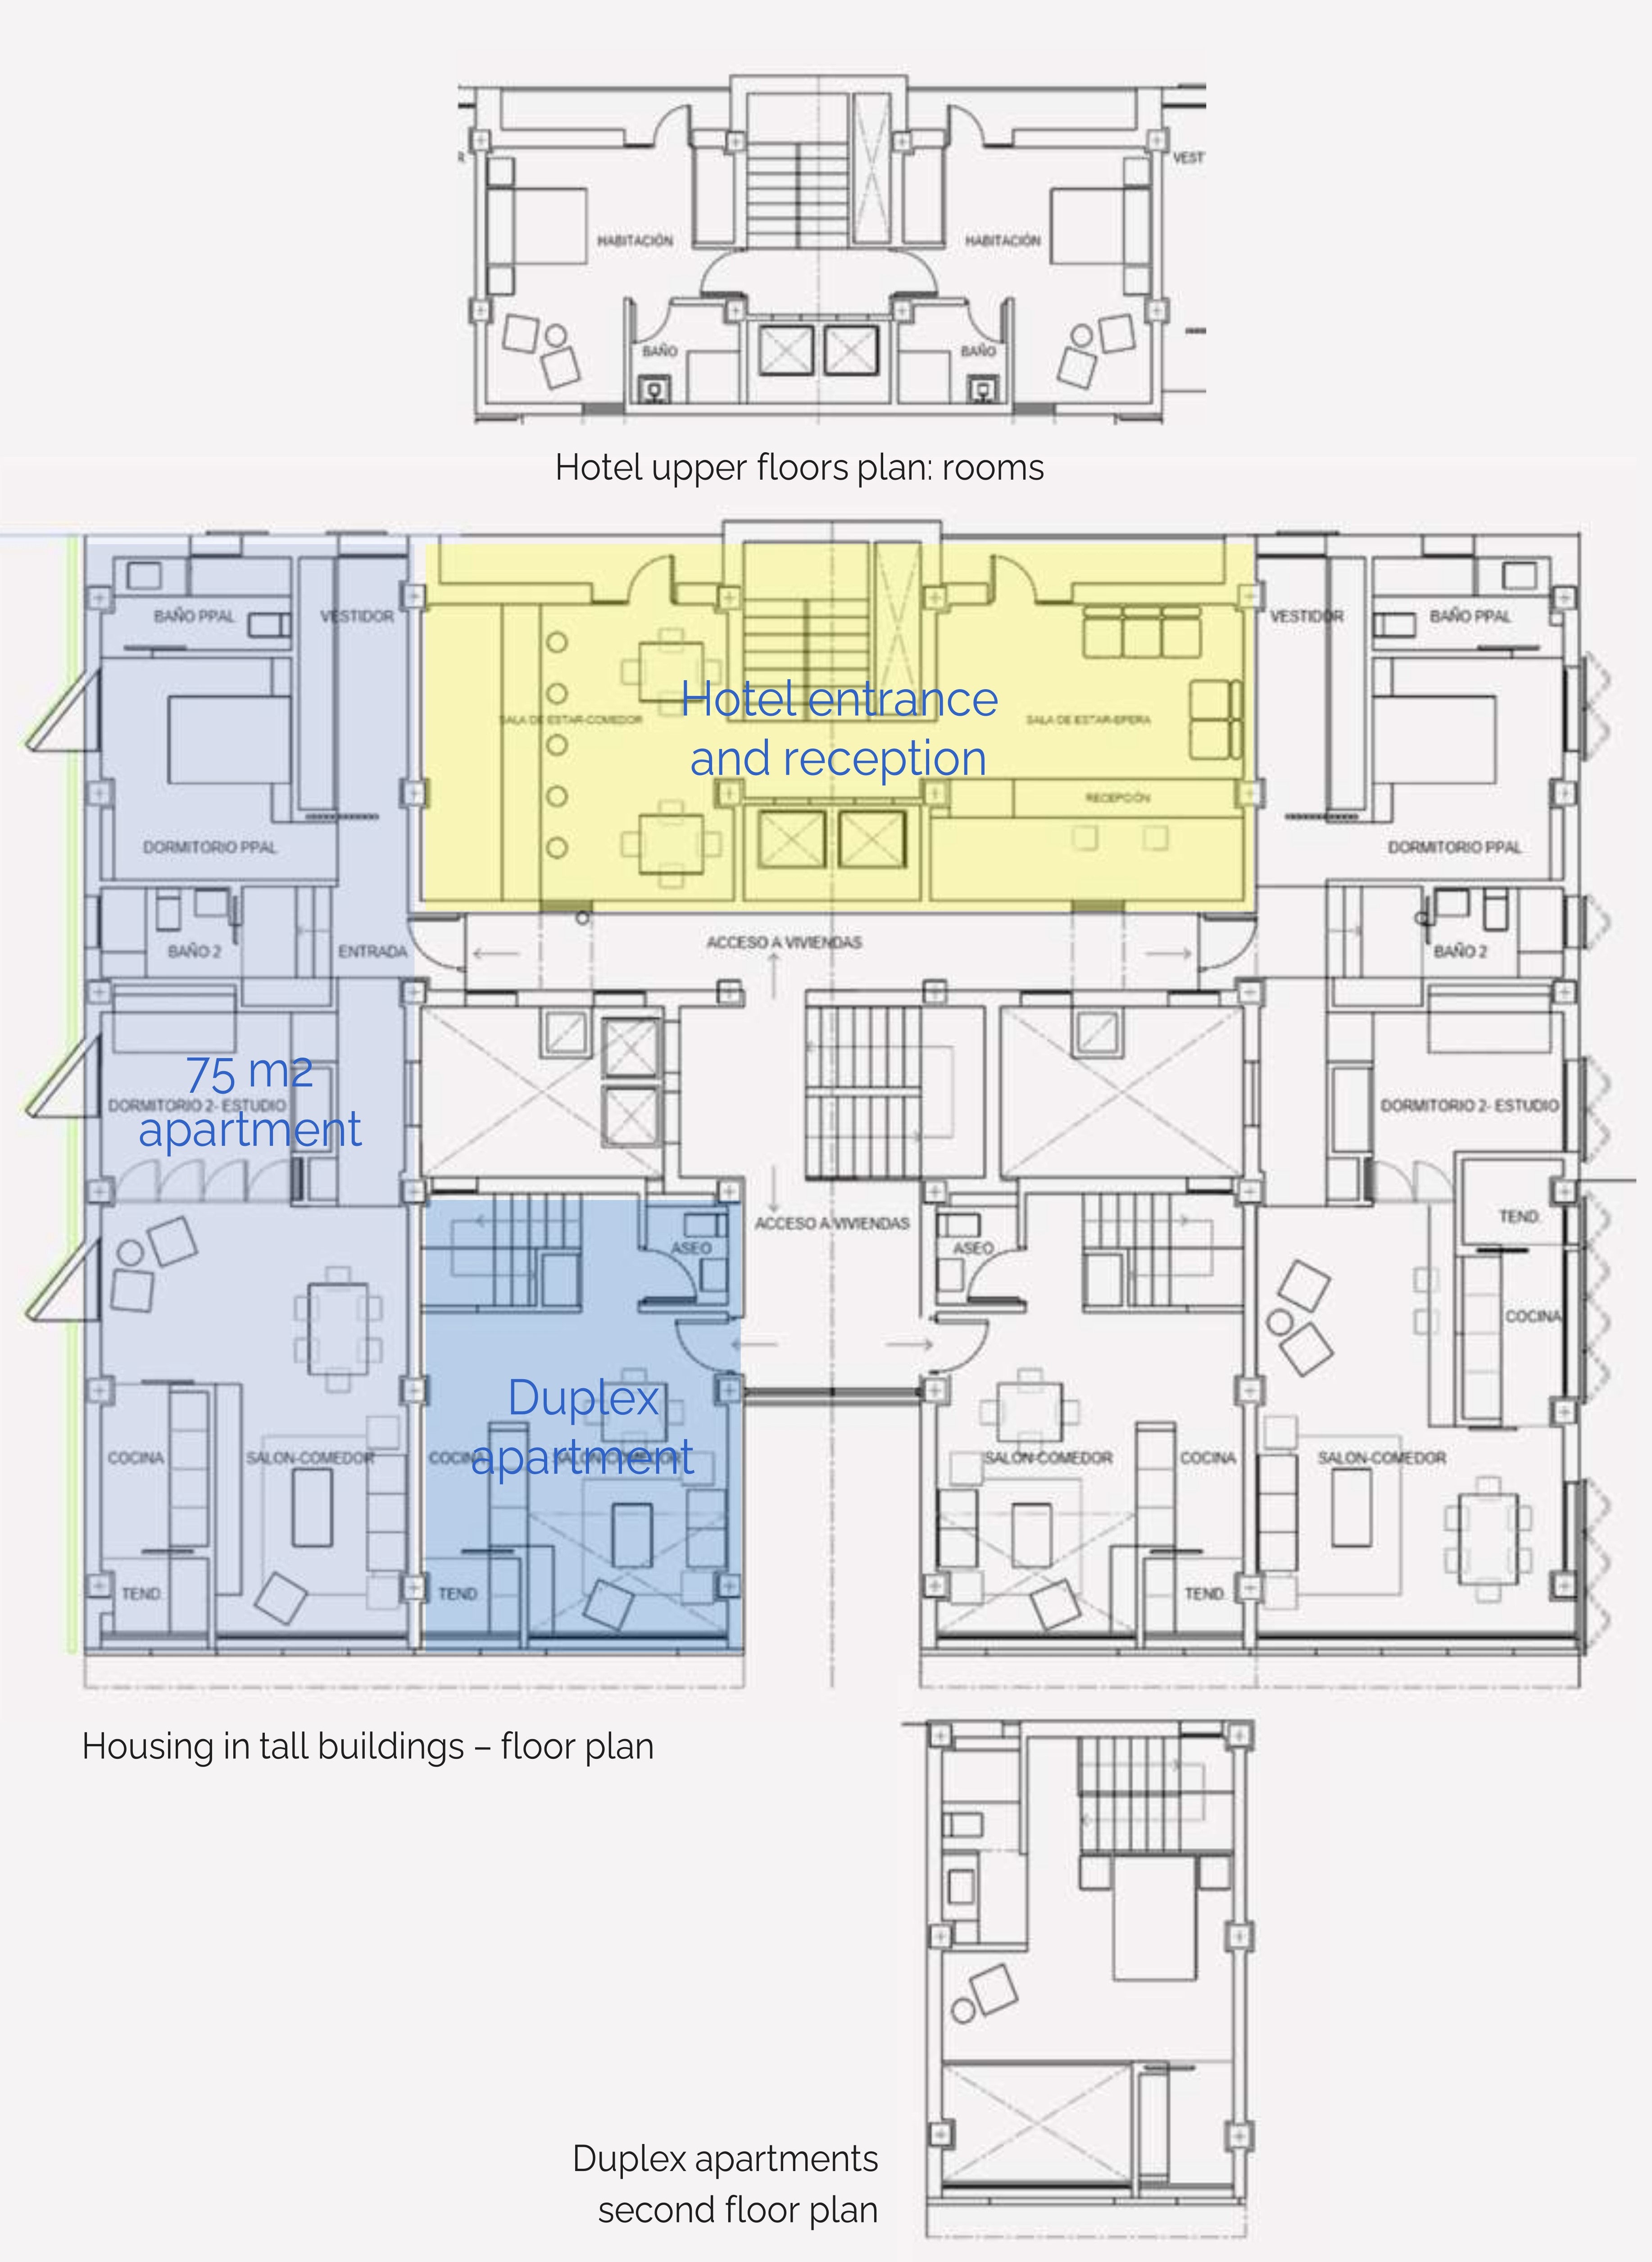 R
VEST
HABITACIÓN
HABITACIÓN
BAÑO
BAÑO
Hotel upper floors plan: rooms
BAÑO PPAL
VESTIDOR
VESTIDOR
BAÑO PPAL
Hotel entrance
and reception
SALA DE ESTAR-COMEDOR
SALA DE ESTAR-EPERA
RECEPCIÓN
DORMITORIO PPAL
DORMITORIO PPAL
ACCESO A VIVIENDAS
BAÑO 2
ENTRADA
BAÑO 2
75 m2
apartment
DORMITORIO 2- ESTUDIO
DORMITORIO 2- ESTUDIO
TEND.
ACCESO A VIVIENDAS
ASEO
ASEO
COCINA
Duplex
apartment
COCINA
SALON-COMEDOR
COCINA
SALON-COMEDOR
SALON-COMEDOR
COCINA
SALON-COMEDOR
TEND.
TEND.
TEND.
Housing in tall buildings – floor plan
Duplex apartments
second floor plan